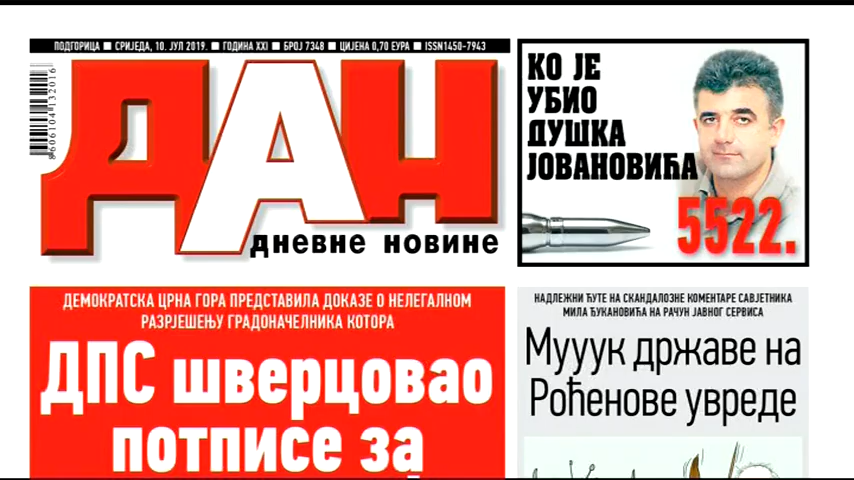 ПОДГОРИЦА ■ СРИЈЕДА, 10. ЈУЛ 2019. ■ ГОДИНА XXI ■ БРОЈ 7348 ■ ЦИЈЕНА 0,70 ЕУРА ■ ISSN1450-7943
8606104132016
ДАН
дневне новине
КО ЈЕ
УБИО
ДУШКА
ЈОВАНОВИЋА
5522.
ДЕМОКРАТСКА ЦРНА ГОРА ПРЕДСТАВИЛА ДОКАЗЕ О НЕЛЕГАЛНОМ
РАЗРЈЕШЕЊУ ГРАДОНАЧЕЛНИКА КОТОРА
ДПС шверцовао
потписе за
НАДЛЕЖНИ ЋУТЕ НА СКАНДАЛОЗНЕ КОМЕНТАРЕ САВЈЕТНИКА
МИЛА ЂУКАНОВИЋА НА РАЧУН ЈАВНОГ СЕРВИСА
Мууук државе на
Роћенове увреде